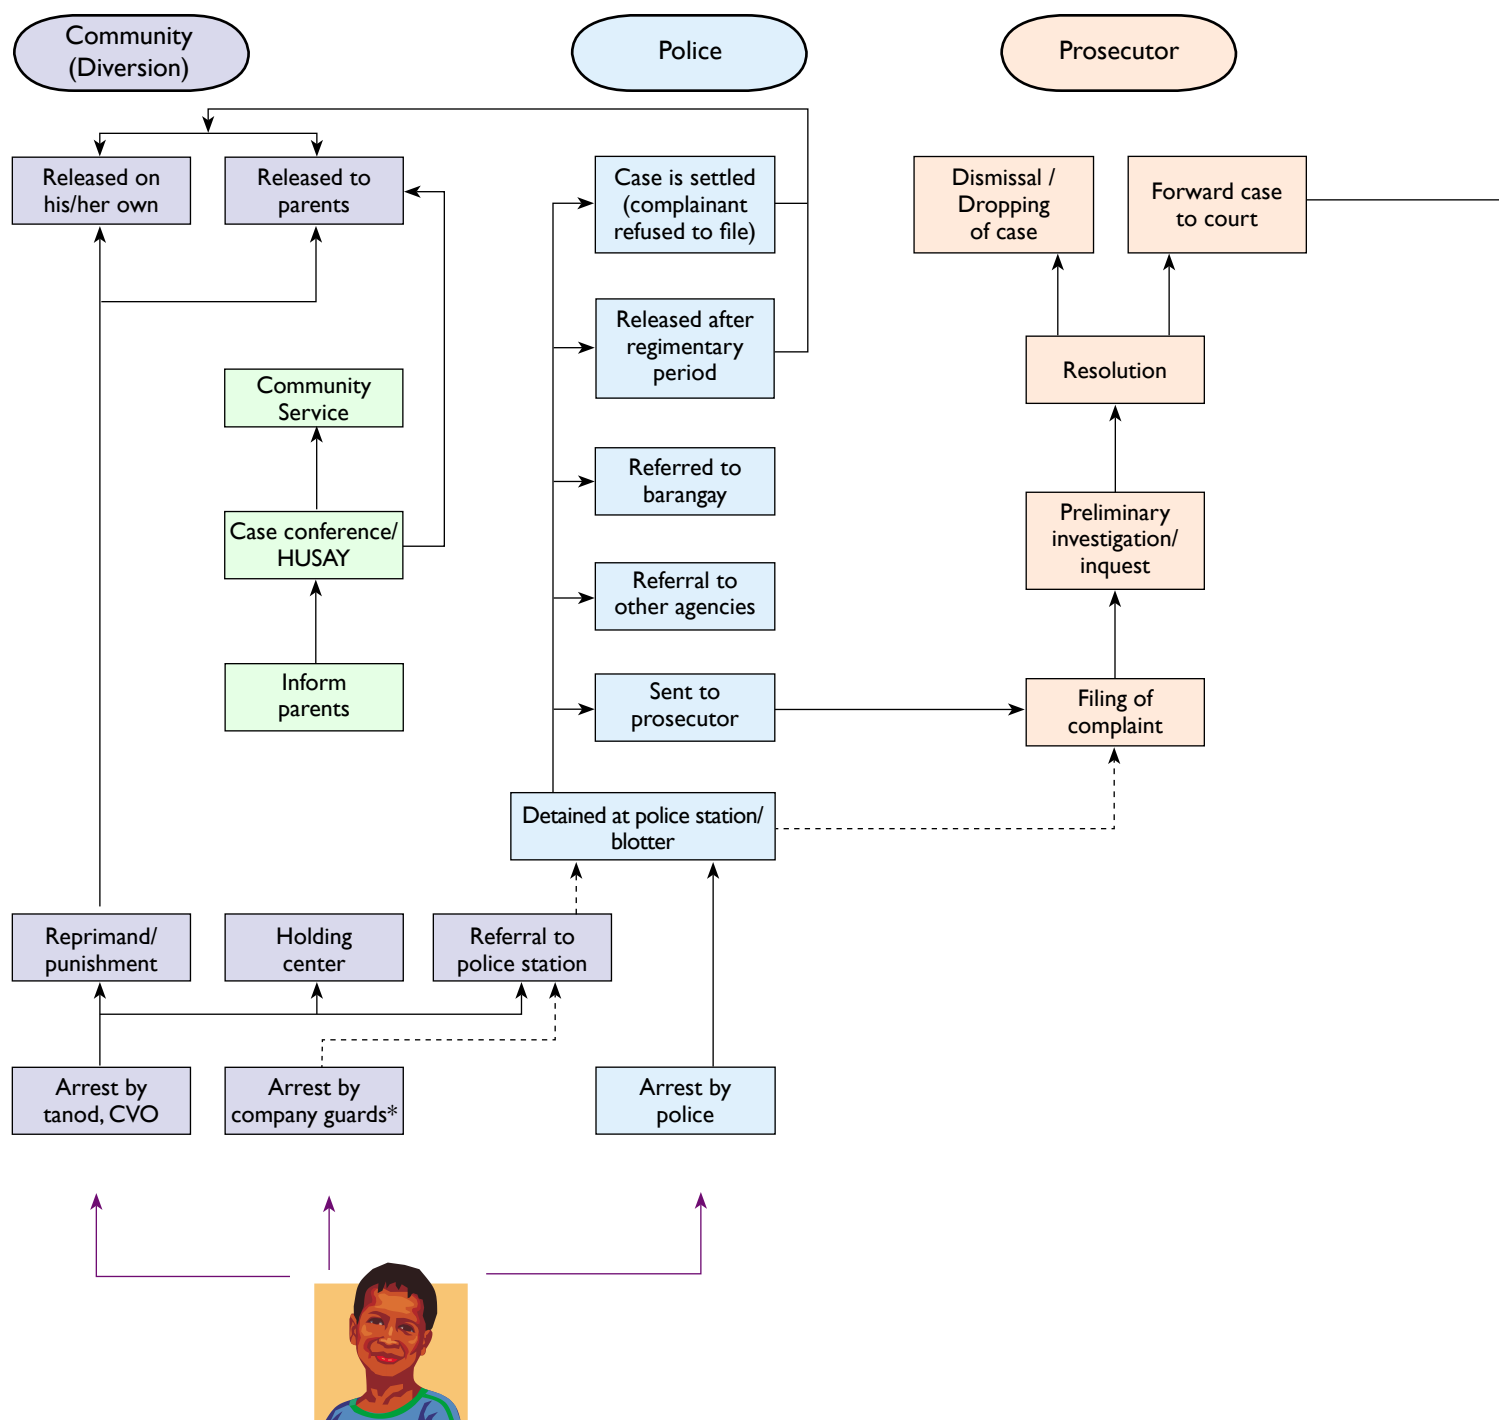 Community
(Diversion)
Police
Prosecutor
Released on
his/her own
Released to
parents
Case is settled
(complainant
refused to file)
Dismissal /
Dropping
of case
Forward case
to court
Released after
regimentary
period
Resolution
Community
Service
Referred to
barangay
Case conference/
HUSAY
Preliminary
investigation/
inquest
Referral to
other agencies
Inform
parents
Sent to
prosecutor
Filing of
complaint
Detained at police station/
blotter
Reprimand/
punishment
Holding
center
Referral to
police station
Arrest by
tanod, CVO
Arrest by
company guards*
Arrest by
police